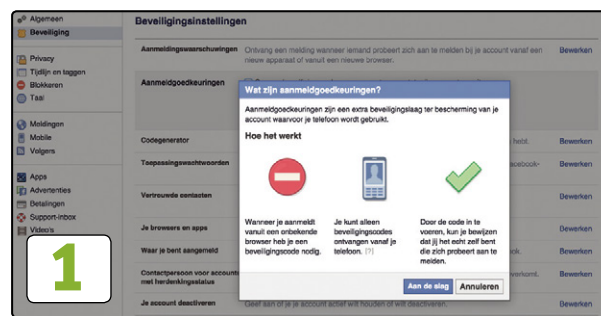 Algemeen
Beveiliging
Privacy
Tijdlijn en taggen
Blokkeren
Taal
Meldingen
Mobile
Volgers
Apps
Advertenties
Betalingen
Support-inbox
Video's
1
Beveiligingsinstellingen
Aanmeldingswaarschuwingen
Ontvang een melding wanneer iemand probeert zich aan te melden bij je account vanaf een
nieuw apparaat of vanuit een nieuwe browser.
Bewerken
Aanmeldgoedkeuringen
Wat zijn aanmeldgoedkeuringen?
Aanmeldgoedkeuringen zijn een extra beveiligingslaag ter bescherming van je
account waarvoor je telefoon wordt gebruikt.
Hoe het werkt
Wanneer je aanmeldt
vanuit een onbekende
browser heb je een
beveiligingscode nodig.
Je kunt alleen
beveiligingscodes
ontvangen vanaf je
telefoon. [?]
Door de code in te
voeren, kun je bewijzen
dat jij het echt zelf bent
die zich probeert aan te
melden.
Aan de slag
Annuleren
Codegenerator
hebt.
Bewerken
Toepassingswachtwoorden
Bewerken
Vertrouwde contacten
Bewerken
Je browsers en apps
Bewerken
Waar je bent aangemeld
ok.
Bewerken
Contactpersoon voor accounts
met herdenkingsstatus
Bewerken
Je account deactiveren
Geef aan of je je account actief wilt houden of wilt deactiveren.
Bewerken